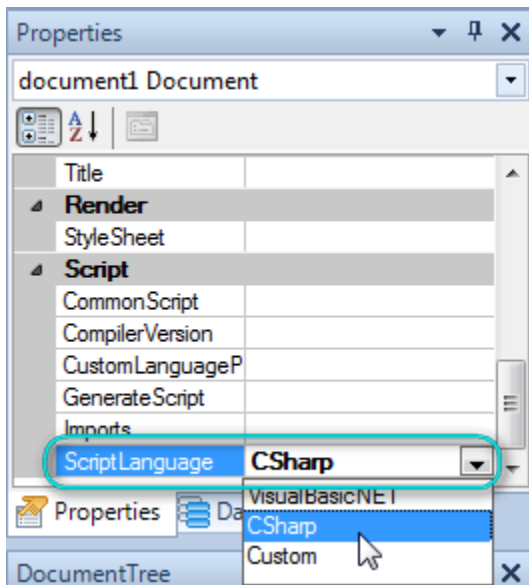 Properties
document1 Document
Title
Render
StyleSheet
Script
CommonScript
CompilerVersion
CustomLanguageP
GenerateScript
Imports
ScriptLanguage CSharp
VisualBasicNET
CSharp
Custom
Properties Da
DocumentTree